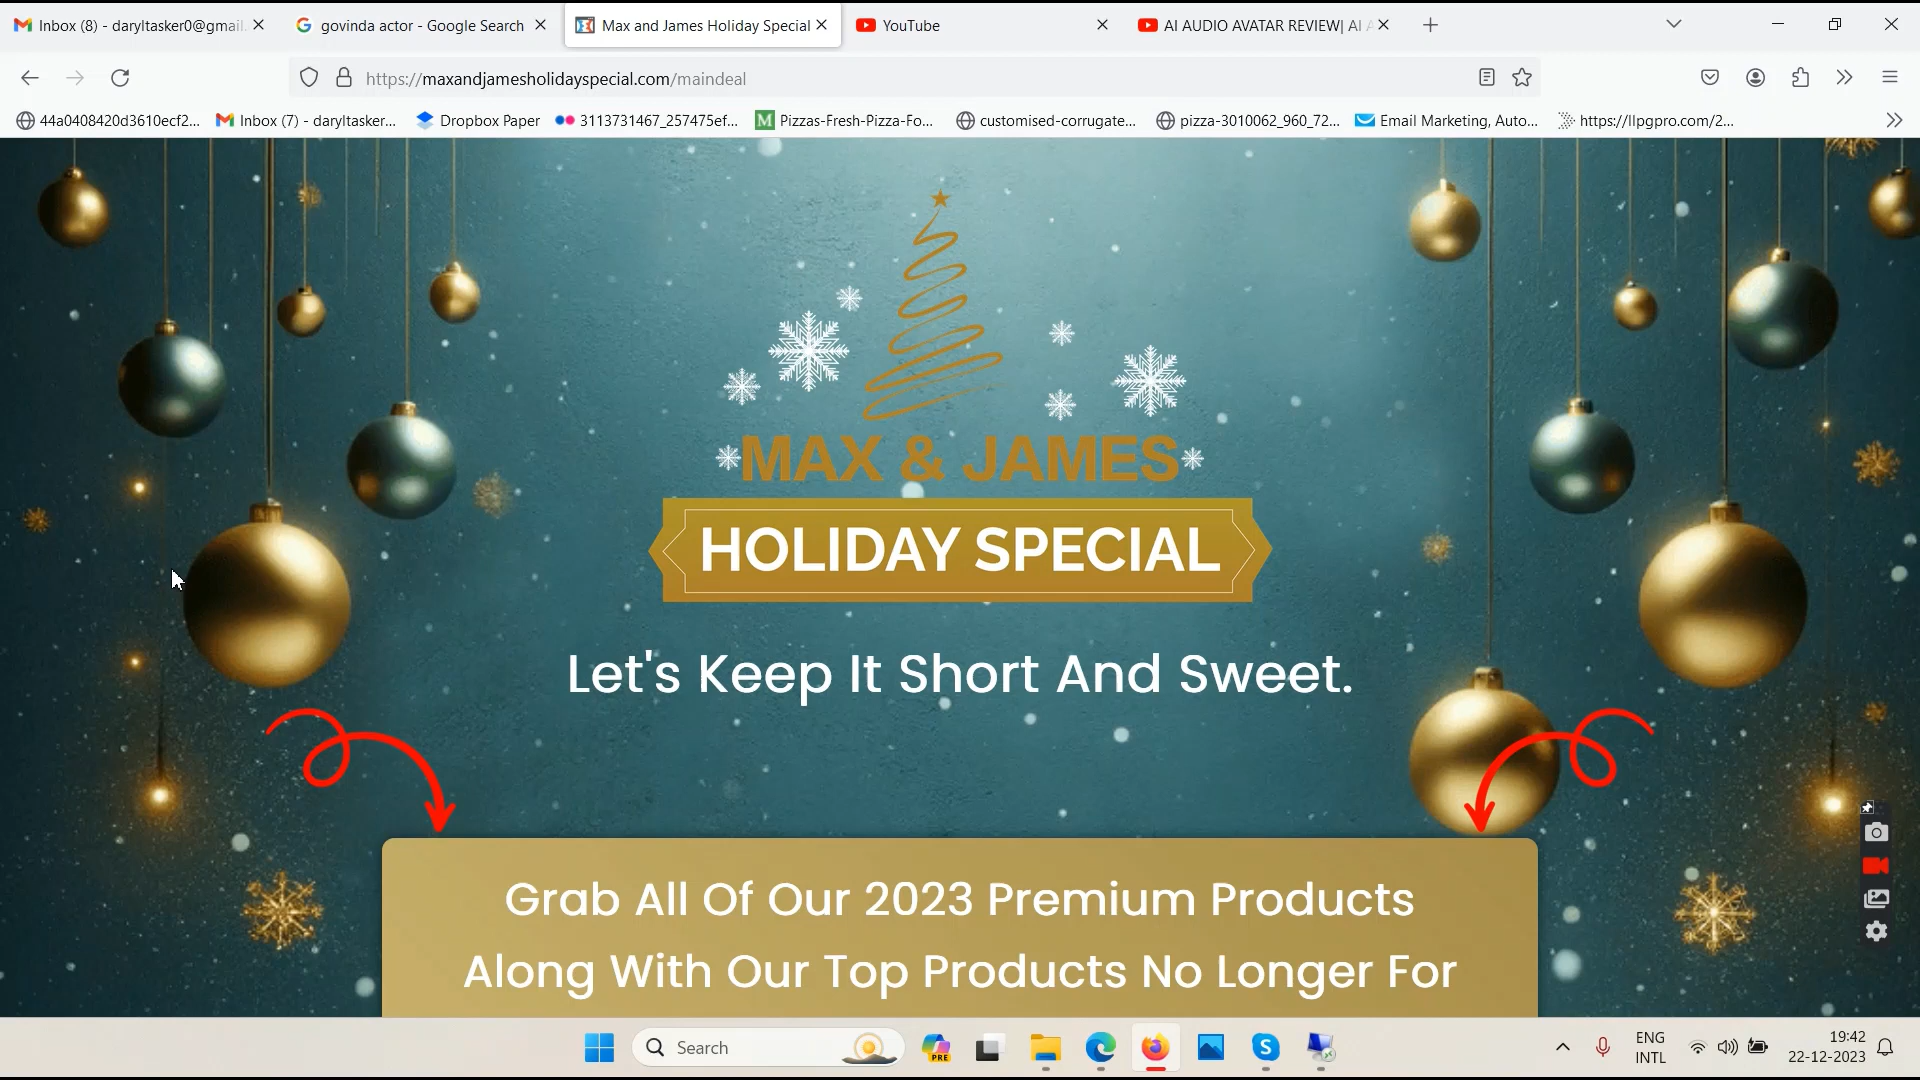 Inbox (8) - daryltasker0@gmail.
govinda actor - Google Search
Max and James Holiday Special
YouTube
AI AUDIO AVATAR REVIEW| AI A
https://maxandjamesholidayspecial.com/maindeal
44a0408420d3610ecf2...
Inbox (7) - daryltasker...
Dropbox Paper
3113731467_257475ef...
Pizzas-Fresh-Pizza-Fo...
customised-corrugate...
pizza-3010062_960_72...
Email Marketing, Auto...
https://llpgpro.com/2...
MAX & JAMES
HOLIDAY SPECIAL
Let's Keep It Short And Sweet.
Grab All Of Our 2023 Premium Products
Along With Our Top Products No Longer For
Search
PRE
ENG
INTL
19:42
22-12-2023